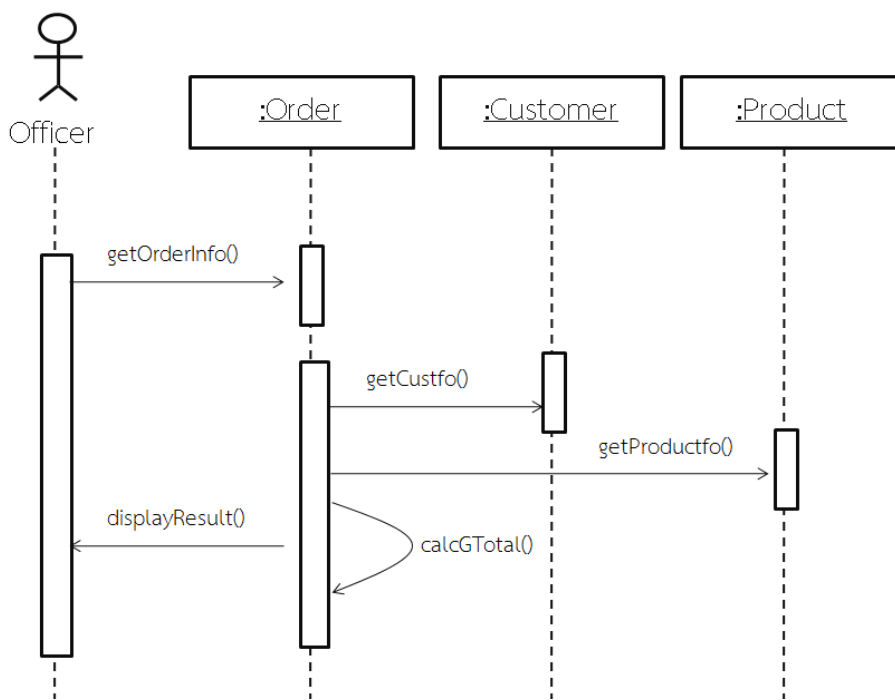 :Order
:Customer
:Product
Officer
getOrderInfo()
getCustfo()
getProductfo()
displayResult()
calcGTotal()